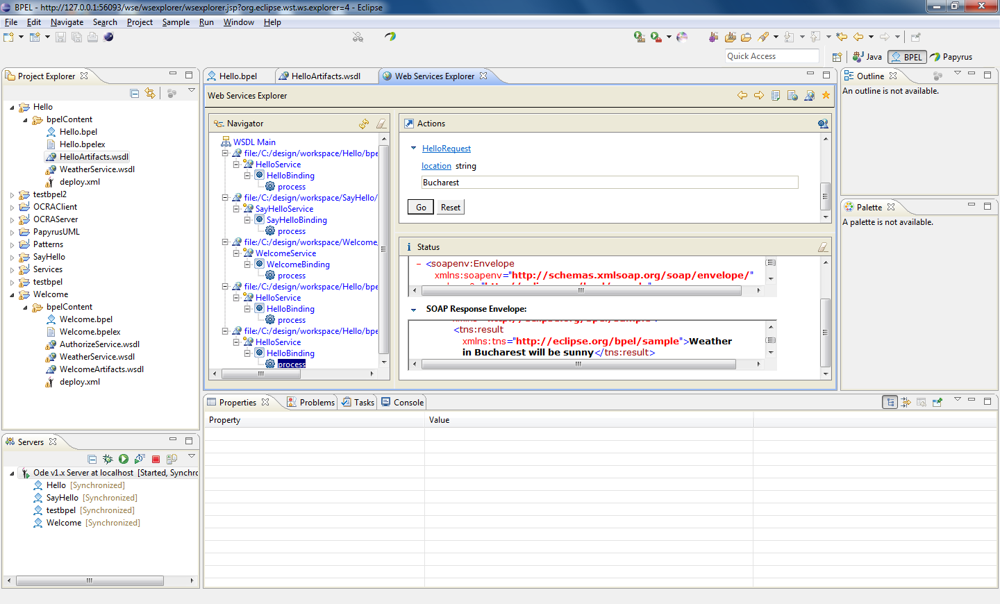 BPEL - http://127.0.0.1:56093/wse/wsexplorer/wsexplorer.jsp?org.eclipse.wst.ws.explorer=4 - Eclipse
File Edit Navigate Search Project Sample Run Window Help
Quick Access
Java
BPEL
Papyrus
Project Explorer
Hello
bpelContent
Hello.bpel
Hello.bpelex
HelloArtifacts.wsdl
WeatherService.wsdl
deploy.xml
testbpel2
OCRAClient
OCRAServer
PapyrusUML
Patterns
SayHello
Services
testbpel
Welcome
bpelContent
Welcome.bpel
Welcome.bpelex
AuthorizeService.wsdl
WeatherService.wsdl
WelcomeArtifacts.wsdl
deploy.xml
Servers
Ode v1.x Server at localhost [Started, Synchro
Hello [Synchronized]
SayHello [Synchronized]
testbpel [Synchronized]
Welcome [Synchronized]
Hello.bpel
HelloArtifacts.wsdl
Web Services Explorer
Web Services Explorer
Navigator
WSDL Main
file:/C:/design/workspace/Hello/bpe
HelloService
HelloBinding
process
file:/C:/design/workspace/SayHello/
SayHelloService
SayHelloBinding
process
file:/C:/design/workspace/Welcome,
WelcomeService
WelcomeBinding
process
file:/C:/design/workspace/Hello/bpe
HelloService
HelloBinding
process
file:/C:/design/workspace/Hello/bpe
HelloService
HelloBinding
process
Actions
HelloRequest
location string
Bucharest
Go Reset
Status
- <soapenv:Envelope
xmlns:soapenv="http://schemas.xmlsoap.org/soap/envelope/"
SOAP Response Envelope:
<tns:result
xmlns:tns="http://eclipse.org/bpel/sample">Weather
in Bucharest will be sunny</tns:result>
Properties
Problems
Tasks
Console
Property Value
Outline
An outline is not available.
Palette
A palette is not available.